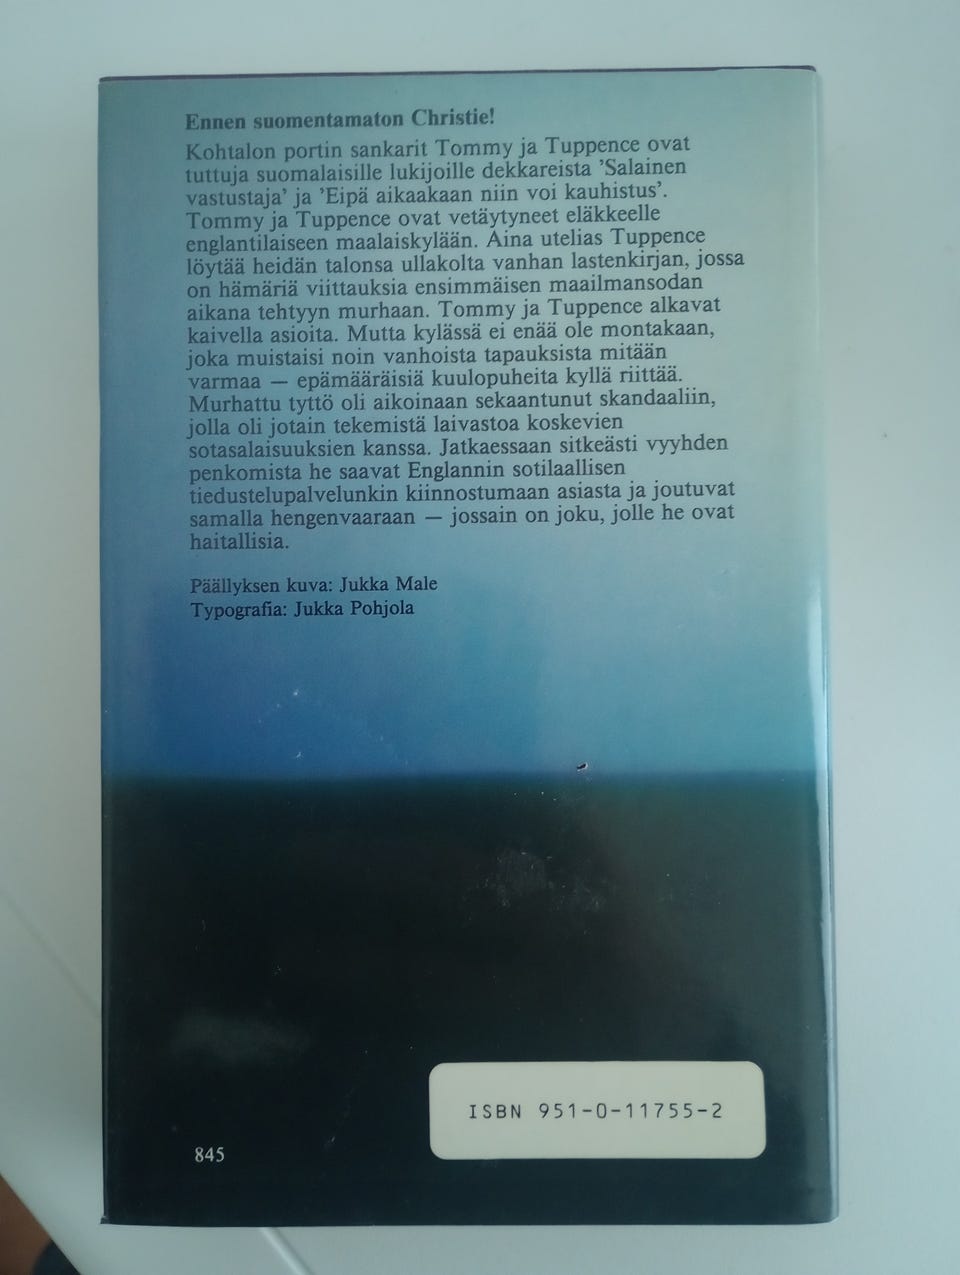 Ennen suomentamaton Christie!
Kohtalon portin sankarit Tommy ja Tuppence ovat
tuttuja suomalaisille lukijoille dekkareista 'Salainen
vastustaja' ja 'Eipä aikaakaan niin voi kauhistus'.
Tommy ja Tuppence ovat vetäytyneet eläkkeelle
englantilaiseen maalaiskylään. Aina utelias Tuppence
löytää heidän talonsa ullakolta vanhan lastenkirjan, jossa
on hämäriä viittauksia ensimmäisen maailmansodan
aikana tehtyyn murhaan. Tommy ja Tuppence alkavat
kaivella asioita. Mutta kylässä ei enää ole montakaan,
joka muistaisi noin vanhoista tapauksista mitään
varmaa — epämääräisiä kuulopuheita kyllä riittää.
Murhattu tyttö oli aikoinaan sekaantunut skandaaliin,
jolla oli jotain tekemistä laivastoa koskevien
sotasalaisuuksien kanssa. Jatkaessaan sitkeästi vyyhden
penkomista he saavat Englannin sotilaallisen
tiedustelupalvelunkin kiinnostumaan asiasta ja joutuvat
samalla hengenvaaraan — jossain on joku, jolle he ovat
haitallisia.
Päällyksen kuva: Jukka Male
Typografia: Jukka Pohjola
ISBN 951-0-11755-2
845